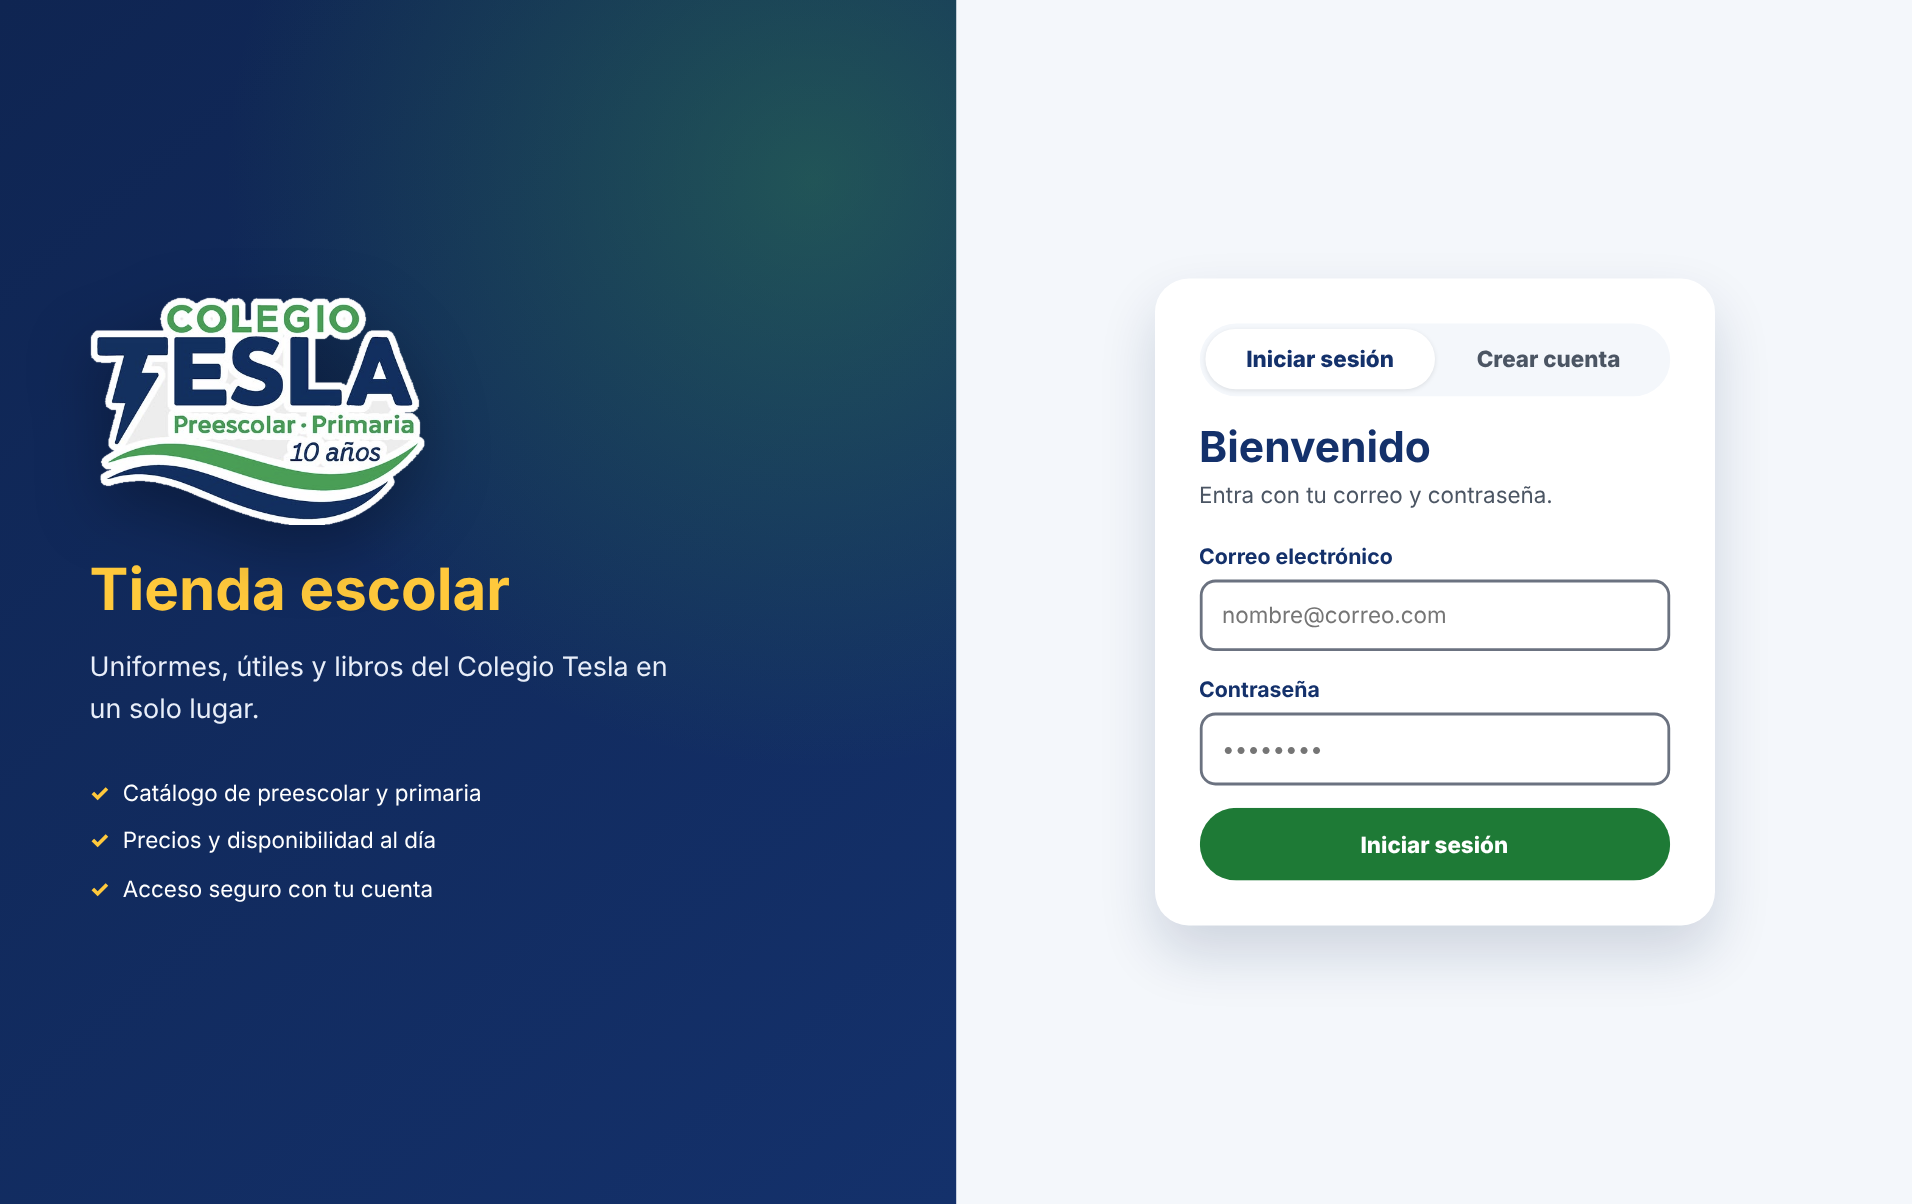 COLEGIO
TESLA
Preescolar · Primaria
10 años
Tienda escolar
Uniformes, útiles y libros del Colegio Tesla en
un solo lugar.
✓ Catálogo de preescolar y primaria
✓ Precios y disponibilidad al día
✓ Acceso seguro con tu cuenta
Iniciar sesión Crear cuenta
Bienvenido
Entra con tu correo y contraseña.
Correo electrónico
nombre@correo.com
Contraseña
••••••••
Iniciar sesión